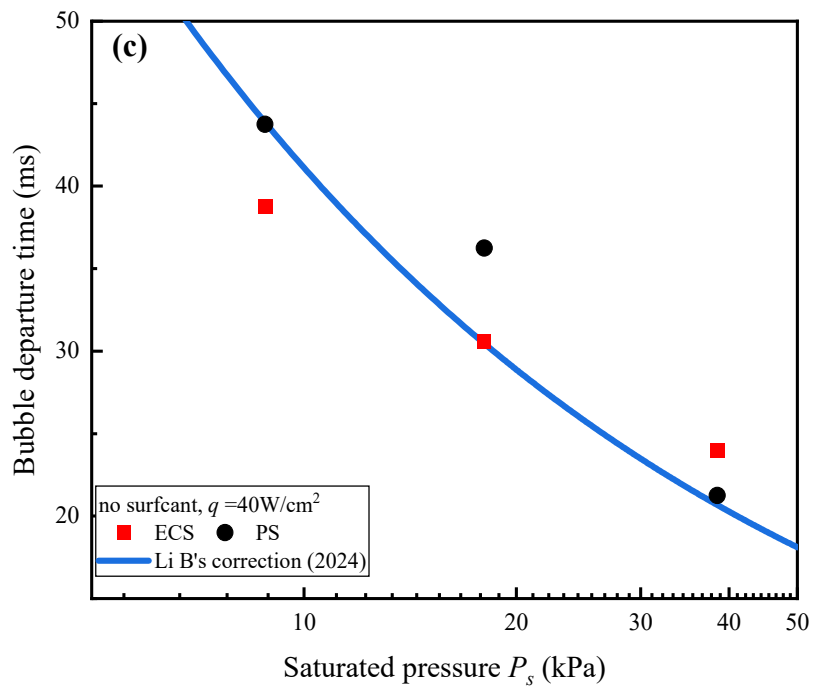 (c)
Bubble departure time (ms)
50
40
30
20
no surfcant, q =40W/cm²
ECS PS
Li B's correction (2024)
10 20 30 40 50
Saturated pressure Pₛ (kPa)